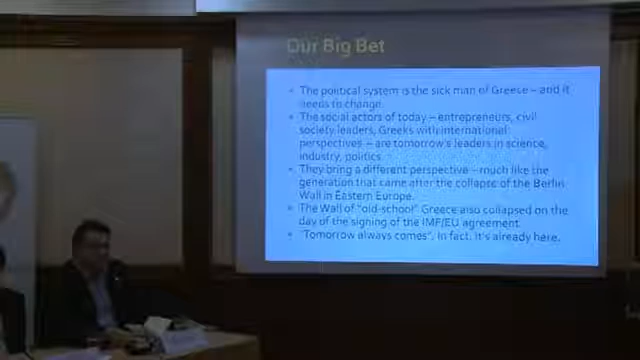 Our Big Bet
The political system is the sick man of Greece – and it
needs to change.
The social actors of today – entrepreneurs, civil
society leaders, Greeks with international
perspectives – are tomorrow's leaders in science,
industry, politics
They bring a different perspective – much like the
generation that came after the collapse of the Berlin
Wall in Eastern Europe.
The Wall of "old-school" Greece also collapsed on the
day of the signing of the IMF/EU agreement.
"Tomorrow always comes". In fact, it's already here.